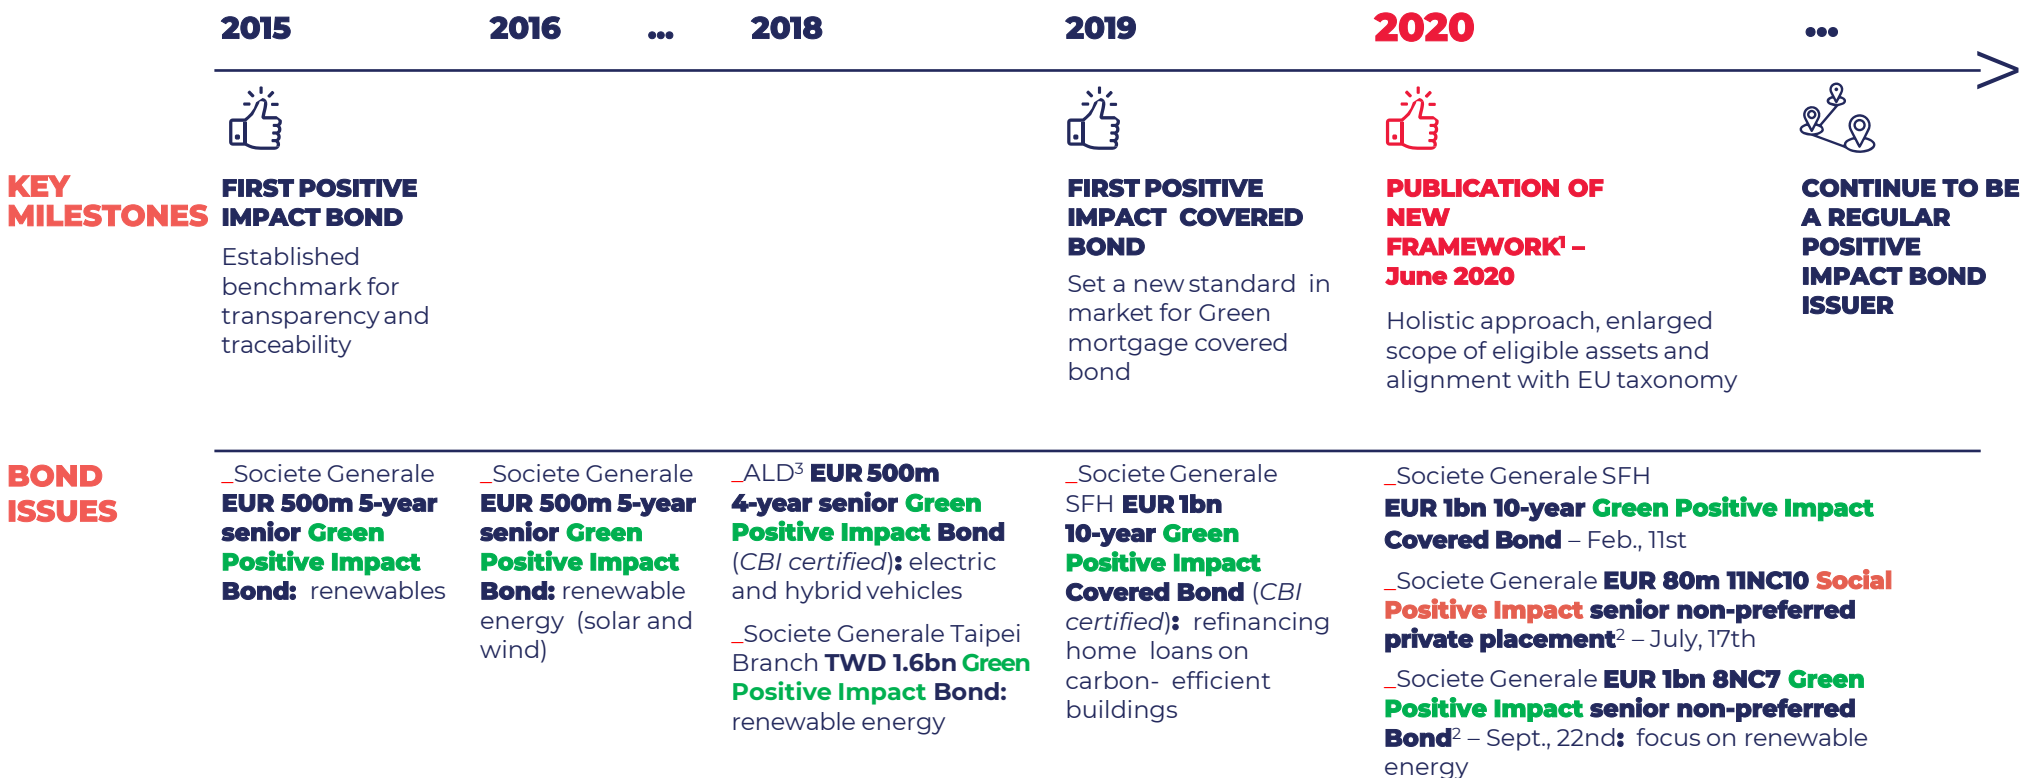 2015
2016
...
2018
2019
2020
...
KEY
MILESTONES
FIRST POSITIVE
IMPACT BOND
Established
benchmark for
transparency and
traceability
FIRST POSITIVE
IMPACT COVERED
BOND
Set a new standard in
market for Green
mortgage covered
bond
PUBLICATION OF
NEW
FRAMEWORK¹ –
June 2020
Holistic approach, enlarged
scope of eligible assets and
alignment with EU taxonomy
CONTINUE TO BE
A REGULAR
POSITIVE
IMPACT BOND
ISSUER
BOND
ISSUES
_Societe Generale
EUR 500m 5-year
senior Green
Positive Impact
Bond: renewables
_Societe Generale
EUR 500m 5-year
senior Green
Positive Impact
Bond: renewable
energy (solar and
wind)
_ALD³ EUR 500m
4-year senior Green
Positive Impact Bond
(CBI certified): electric
and hybrid vehicles
_Societe Generale Taipei
Branch TWD 1.6bn Green
Positive Impact Bond:
renewable energy
_Societe Generale
SFH EUR 1bn
10-year Green
Positive Impact
Covered Bond (CBI
certified): refinancing
home loans on
carbon- efficient
buildings
_Societe Generale SFH
EUR 1bn 10-year Green Positive Impact
Covered Bond – Feb., 11st
_Societe Generale EUR 80m 11NC10 Social
Positive Impact senior non-preferred
private placement² – July, 17th
_Societe Generale EUR 1bn 8NC7 Green
Positive Impact senior non-preferred
Bond² – Sept., 22nd: focus on renewable
energy